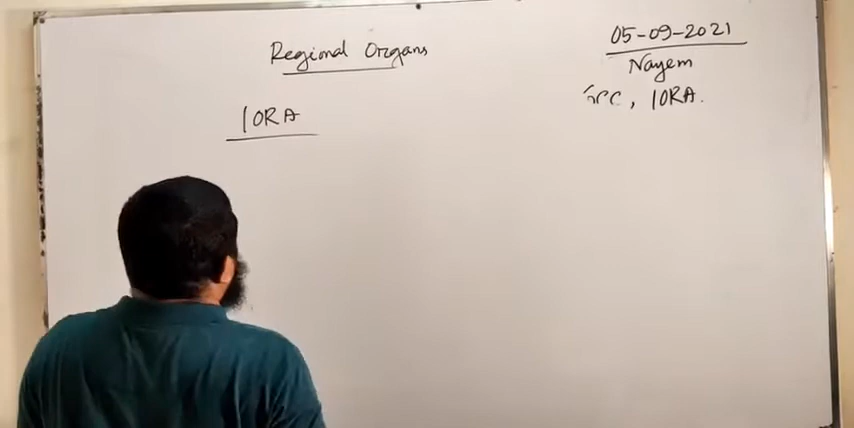 Regional Organs
05-09-2021
Nayem
, IORA.
IORA